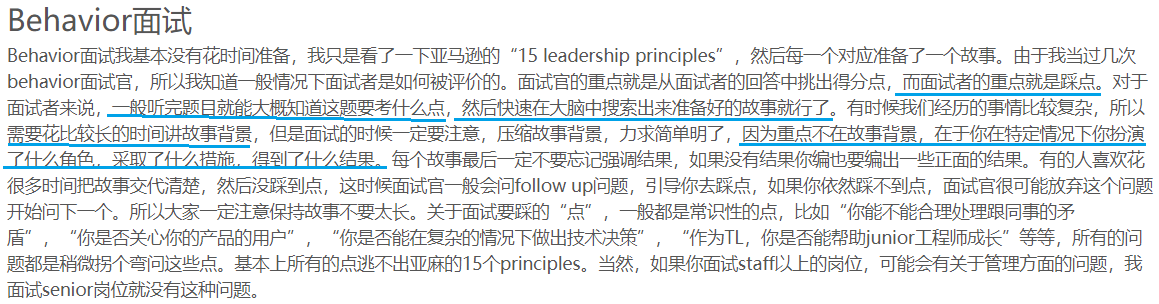 Behavior面试
Behavior面试我基本没有花时间准备，我只是看了一下亚马逊的“15 leadership principles”，然后每一个对应准备了一个故事。由于我当过几次
behavior面试官，所以我知道一般情况下面试者是如何被评价的。面试官的重点就是从面试者的回答中挑出得分点，而面试者的重点就是踩点。对于
面试者来说，一般听完题目就能大概知道这题要考什么点，然后快速在大脑中搜索出来准备好的故事就行了。有时候我们经历的事情比较复杂，所以
需要花比较长的时间讲故事背景，但是面试的时候一定要注意，压缩故事背景，力求简单明了，因为重点不在故事背景，在于你在特定情况下你扮演
了什么角色，采取了什么措施，得到了什么结果。每个故事最后一定不要忘记强调结果，如果没有结果你编也要编出一些正面的结果。有的人喜欢花
很多时间把故事交代清楚，然后没踩到点，这时候面试官一般会问follow up问题，引导你去踩点，如果你依然踩不到点，面试官很可能放弃这个问题
开始问下一个。所以大家一定注意保持故事不要太长。关于面试要踩的“点”，一般都是常识性的点，比如“你能不能合理处理跟同事的矛
盾”，“你是否关心你的产品的用户”，“你是否能在复杂的情况下做出技术决策”，“作为TL，你是否能帮助junior工程师成长”等等，所有的问
题都是稍微拐个弯问这些点。基本上所有的点逃不出亚麻的15个principles。当然，如果你面试staff以上的岗位，可能会有关于管理方面的问题，我
面试senior岗位就没有这种问题。